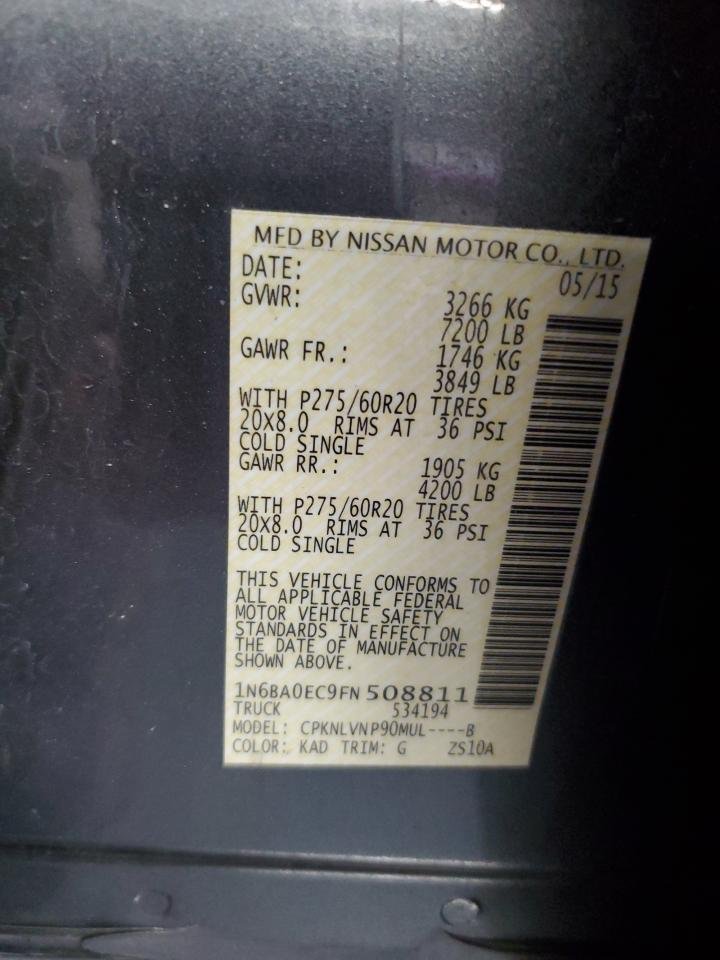 MFD BY NISSAN MOTOR CO., LTD.
DATE: 05/15
GVWR: 3266 KG
7200 LB
GAWR FR.: 1746 KG
3849 LB
WITH P275/60R20 TIRES
20X8.0 RIMS AT 36 PSI
COLD SINGLE
GAWR RR.: 1905 KG
4200 LB
WITH P275/60R20 TIRES
20X8.0 RIMS AT 36 PSI
COLD SINGLE
THIS VEHICLE CONFORMS TO
ALL APPLICABLE FEDERAL
MOTOR VEHICLE SAFETY
STANDARDS IN EFFECT ON
THE DATE OF MANUFACTURE
SHOWN ABOVE.
1N6BA0EC9FN 508811
TRUCK 534194
MODEL: CPKNLVNP90MUL----B
COLOR: KAD TRIM: G ZS10A